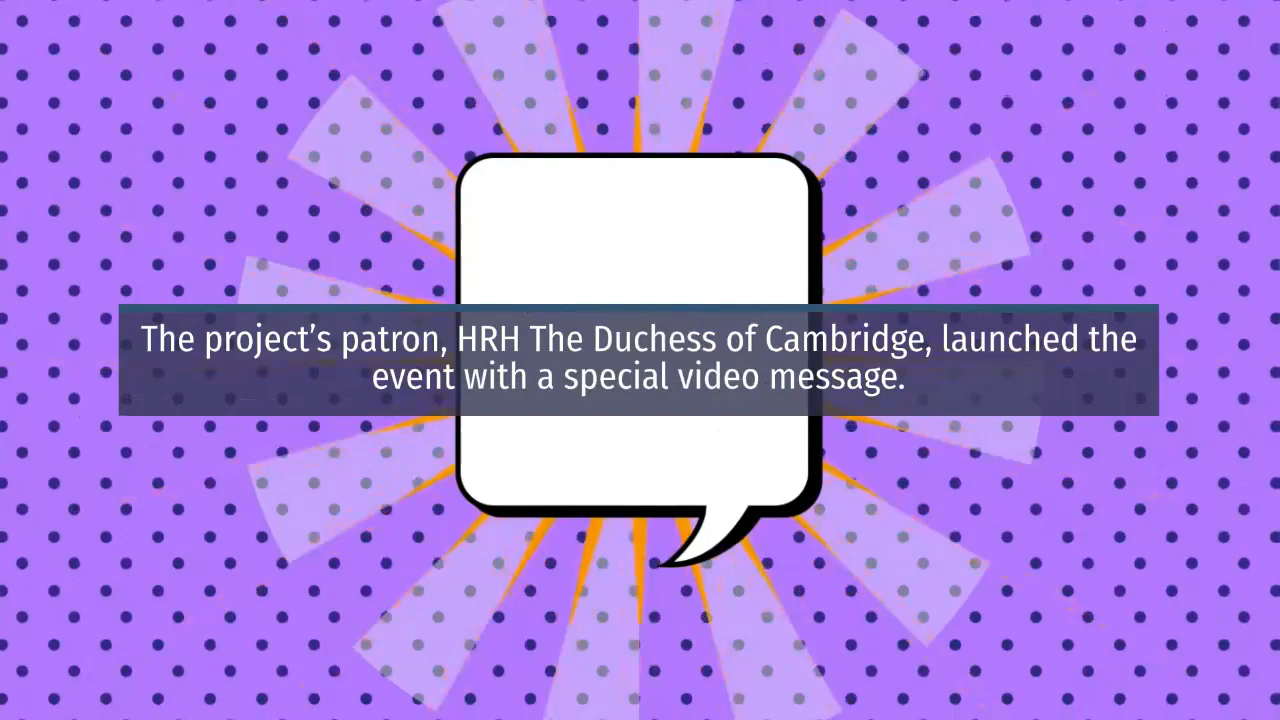 The project’s patron, HRH The Duchess of Cambridge, launched the
event with a special video message.